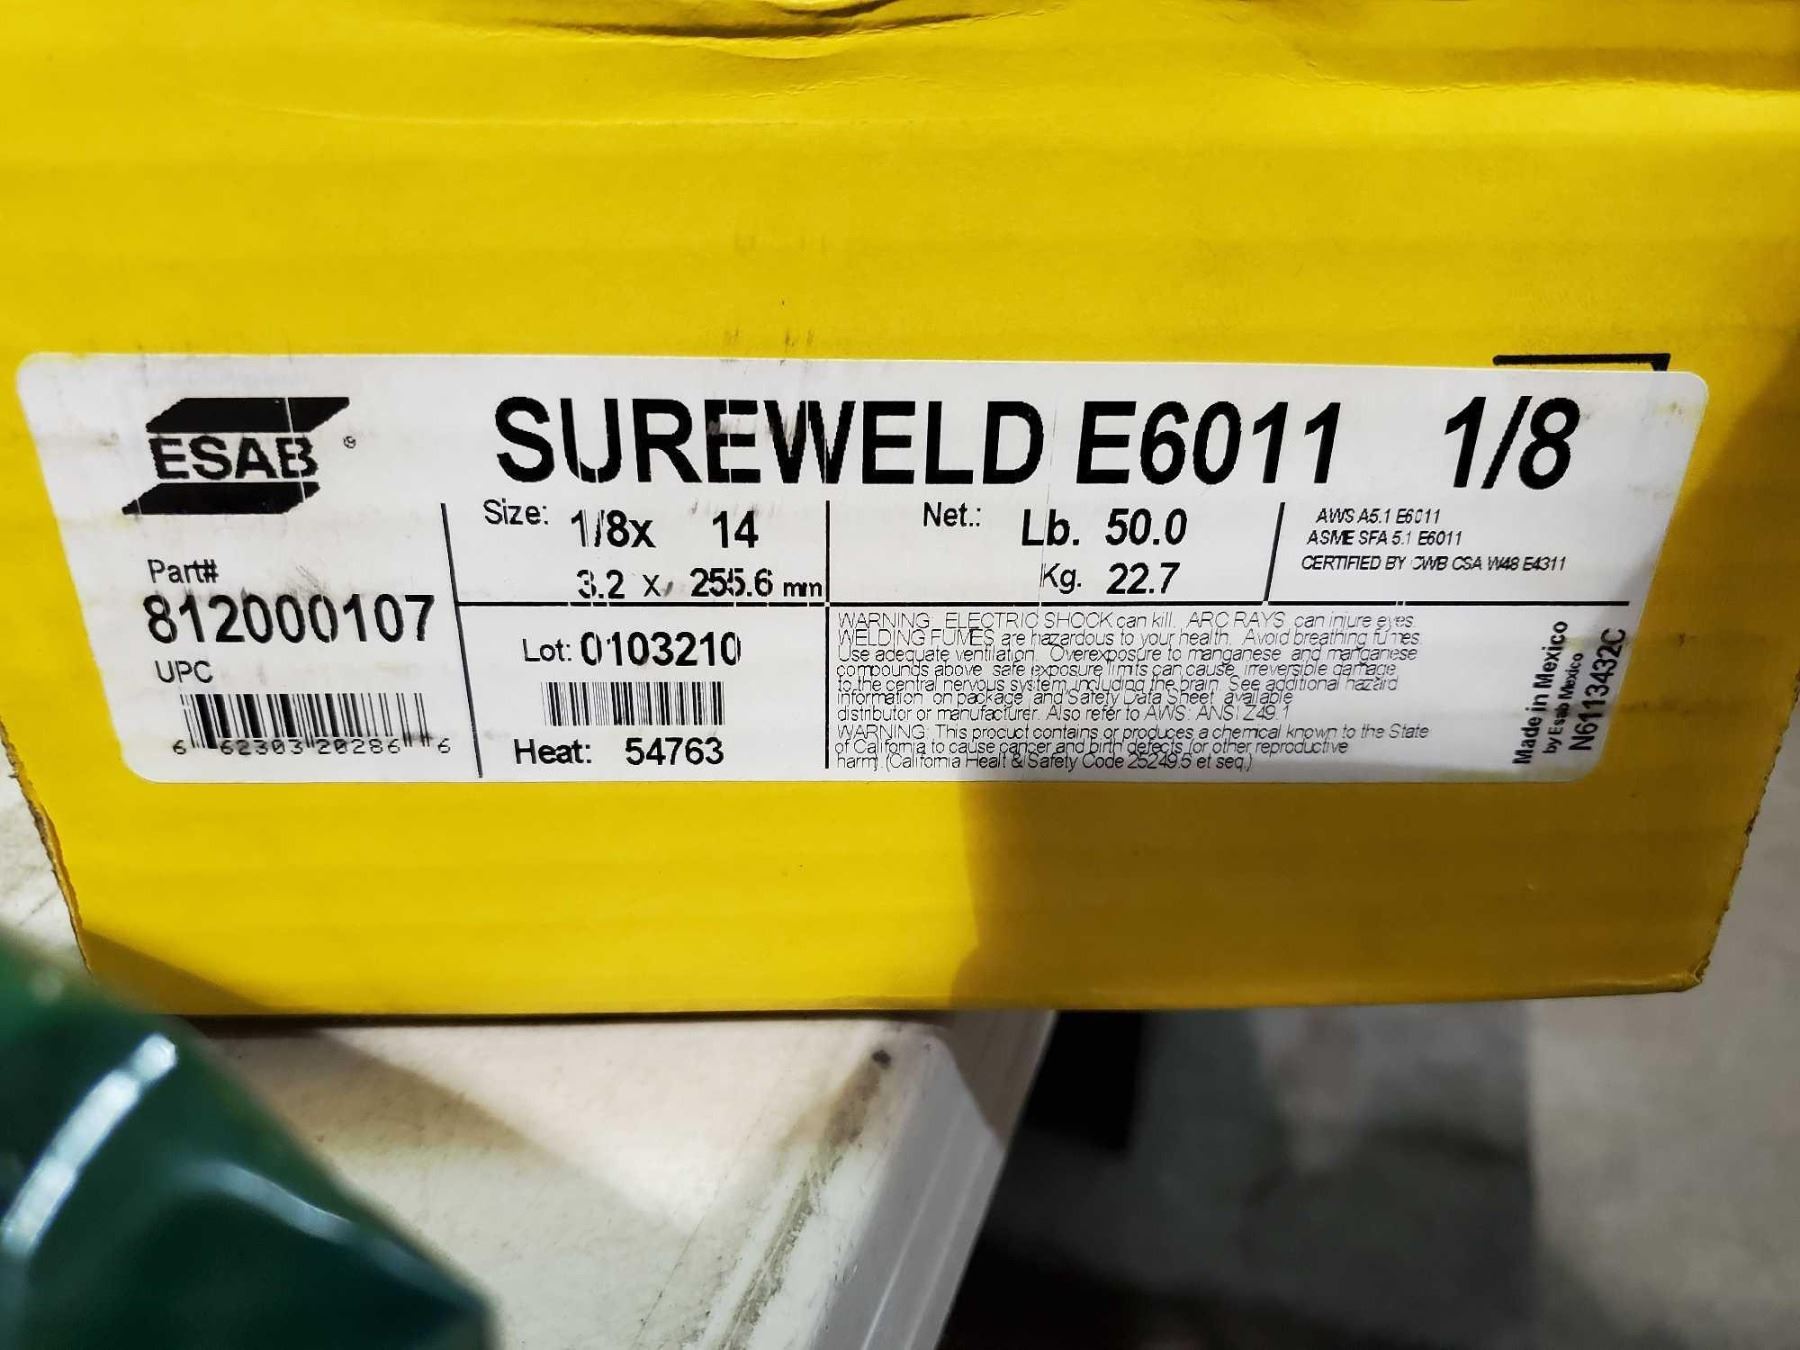 ESAB ®
SUREWELD E6011 1/8
Part#
812000107
UPC
6 62303 20286 6
Size: 1/8x 14
3.2 x 255.6 mm
Lot: 0103210
Heat: 54763
Net.: Lb. 50.0
Kg. 22.7
AWS A5.1 E6011
ASME SFA 5.1 E6011
CERTIFIED BY CWB CSA W48 E4311
WARNING ELECTRIC SHOCK can kill. ARC RAYS can injure eyes.
WELDING FUMES are hazardous to your health. Avoid breathing fumes.
Use adequate ventilation. Overexposure to manganese and manganese
compounds above safe exposure limits can cause irreversible damage
to the central nervous system, including the brain. See additional hazard
information on package and Safety Data Sheet available
distributor or manufacturer. Also refer to AWS: ANSI Z49.1
WARNING: This product contains or produces a chemical known to the State
of California to cause cancer and birth defects (or other reproductive
harm). (California Healt & Safety Code 25249.5 et seq.)
Made in Mexico
by Esab Mexico
N6113432C